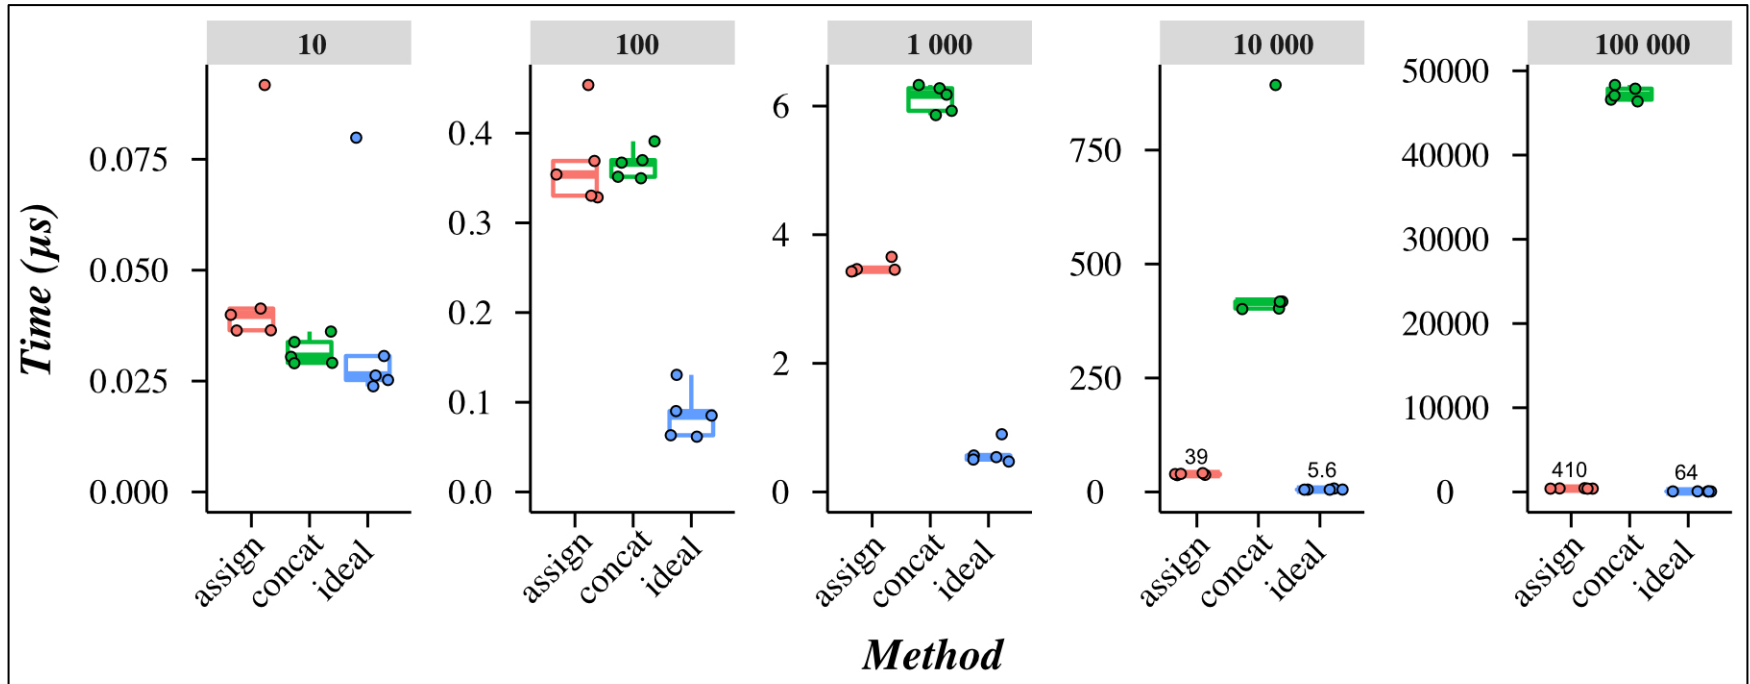 10
100
1 000
10 000
100 000
Time (µs)
0.075
0.050
0.025
0.000
0.4
0.3
0.2
0.1
0.0
6
4
2
0
750
500
250
0
39
5.6
50000
40000
30000
20000
10000
0
410
64
assign
concat
ideal
assign
concat
ideal
assign
concat
ideal
assign
concat
ideal
assign
concat
ideal
Method